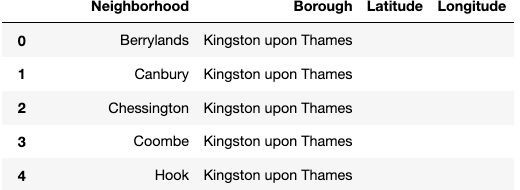 Neighborhood Borough Latitude Longitude
0 Berrylands Kingston upon Thames
1 Canbury Kingston upon Thames
2 Chessington Kingston upon Thames
3 Coombe Kingston upon Thames
4 Hook Kingston upon Thames